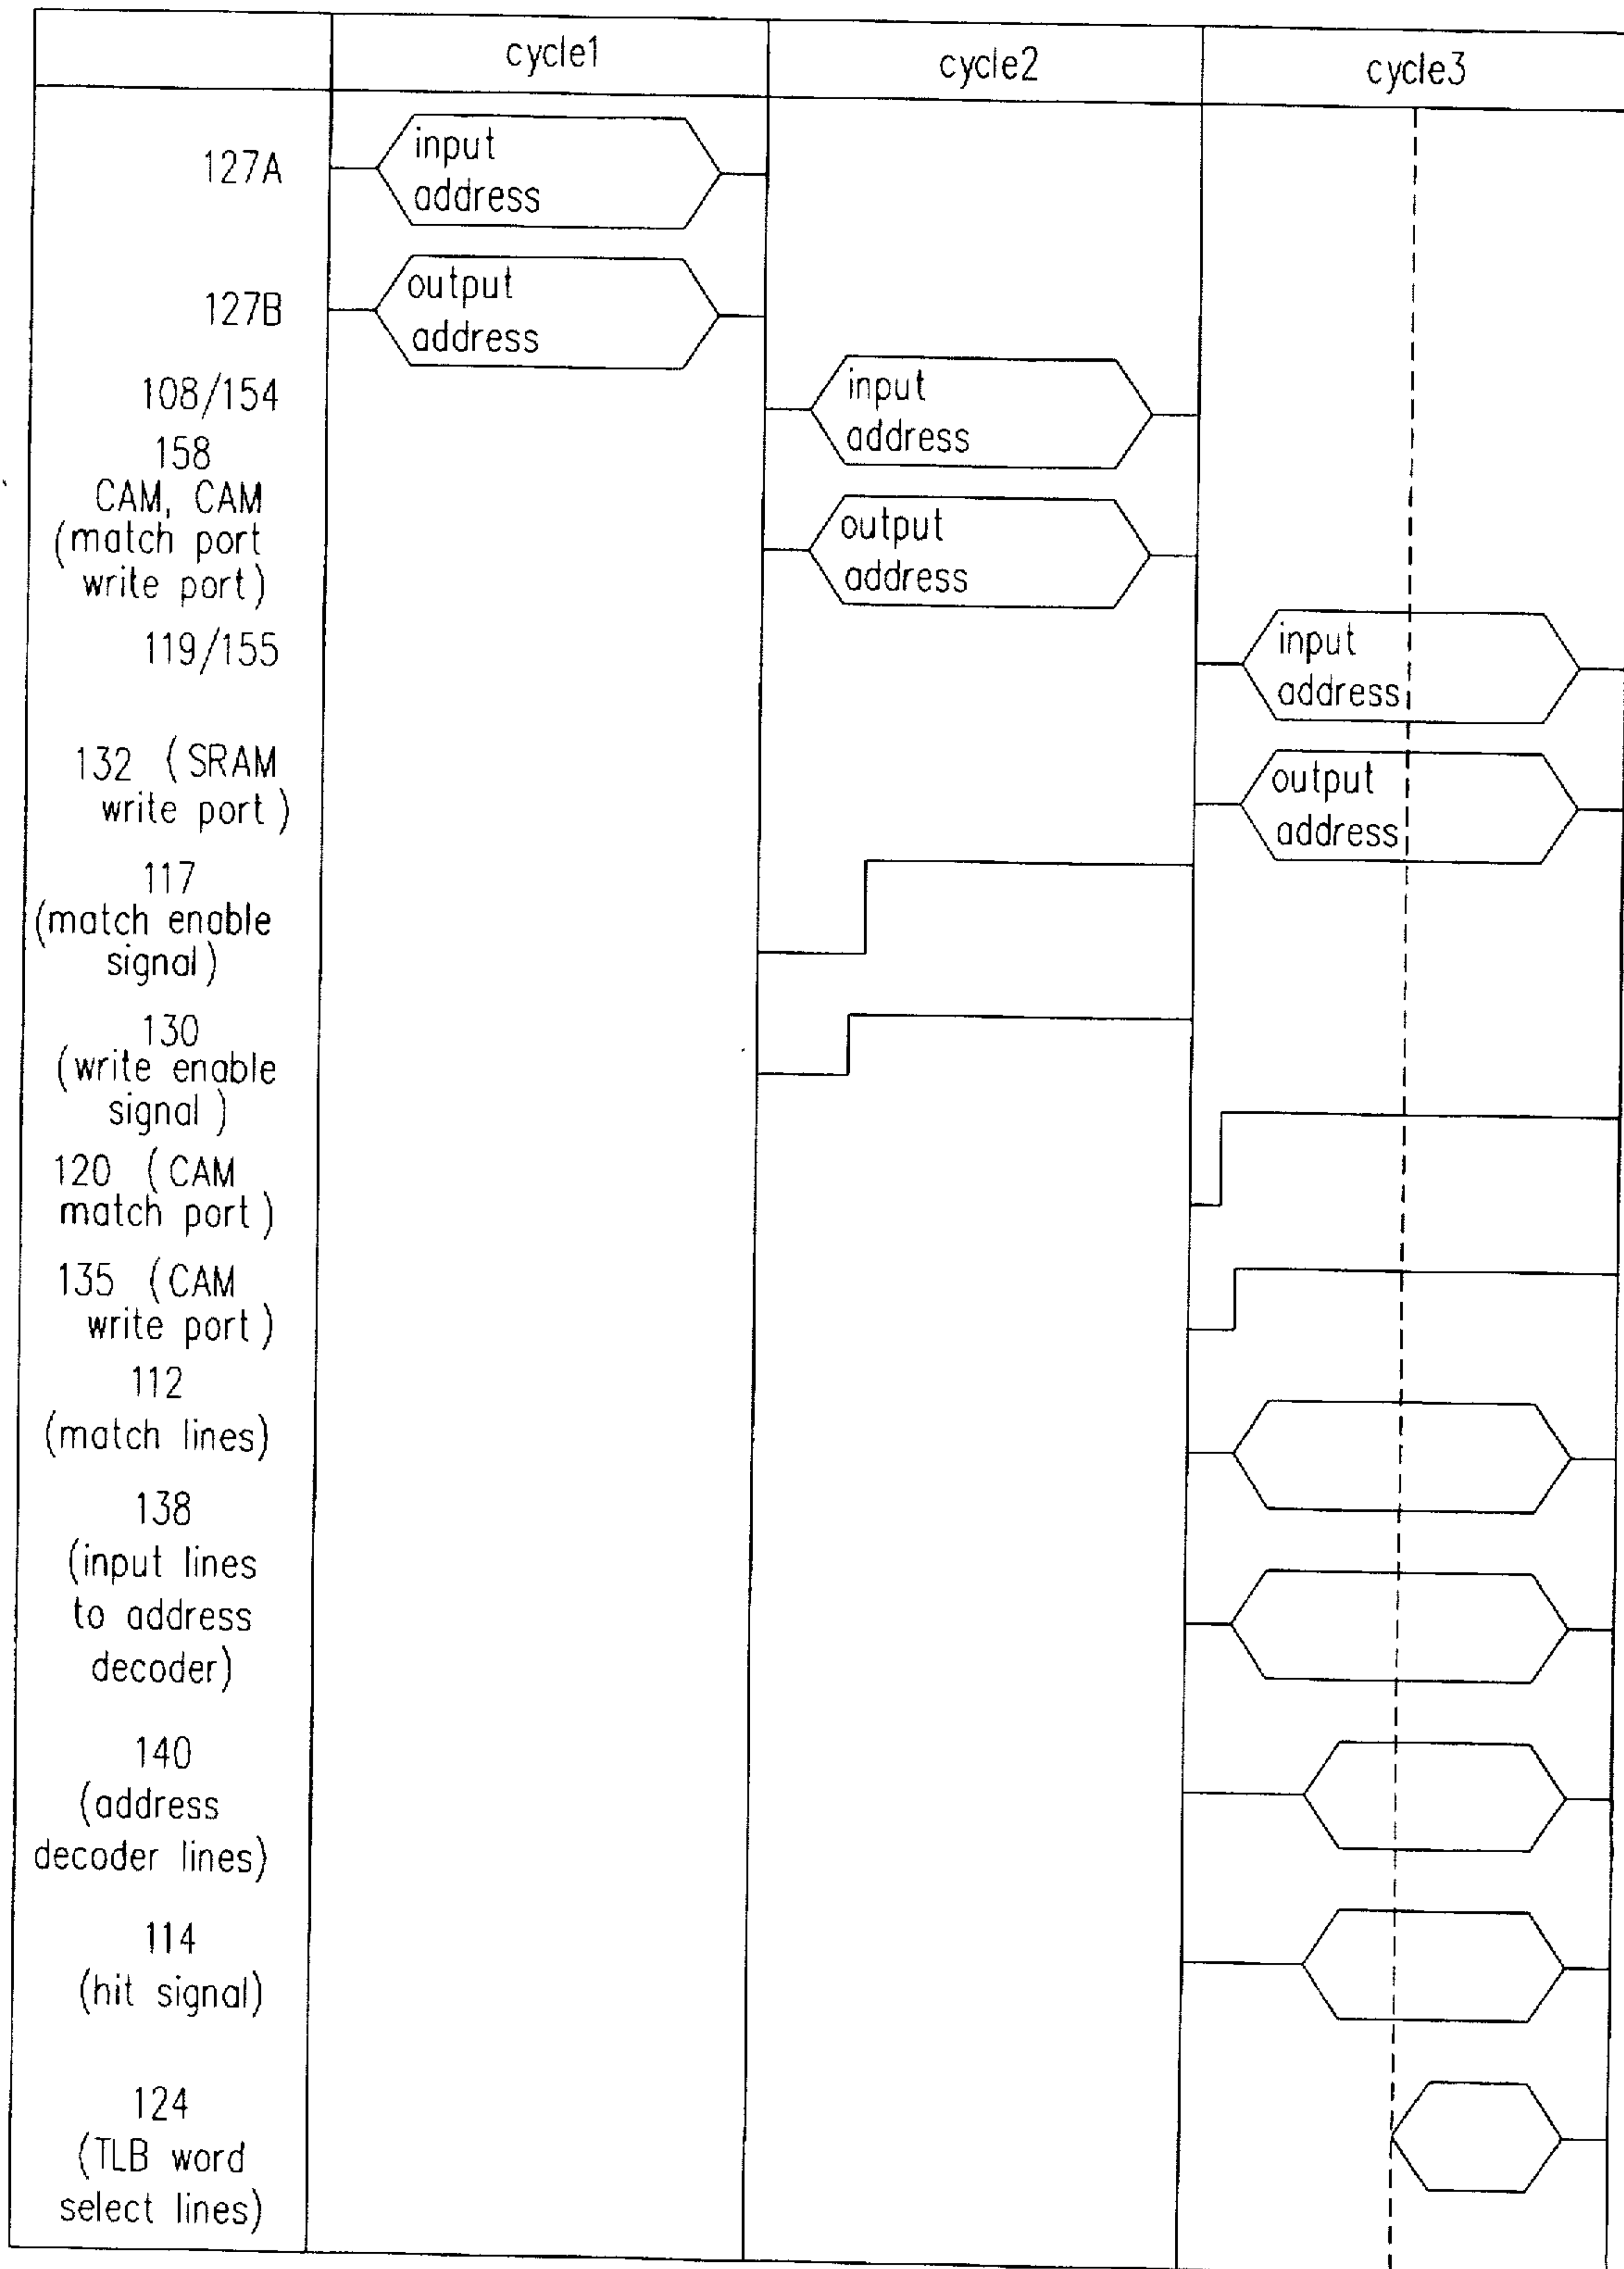 cycle1 cycle2 cycle3
127A
input
address
127B
output
address
108/154
input
address
158
CAM, CAM
(match port
write port)
output
address
119/155
input
address
132 (SRAM
write port)
output
address
117
(match enable
signal)
130
(write enable
signal)
120 (CAM
match port)
135 (CAM
write port)
112
(match lines)
138
(input lines
to address
decoder)
140
(address
decoder lines)
114
(hit signal)
124
(TLB word
select lines)